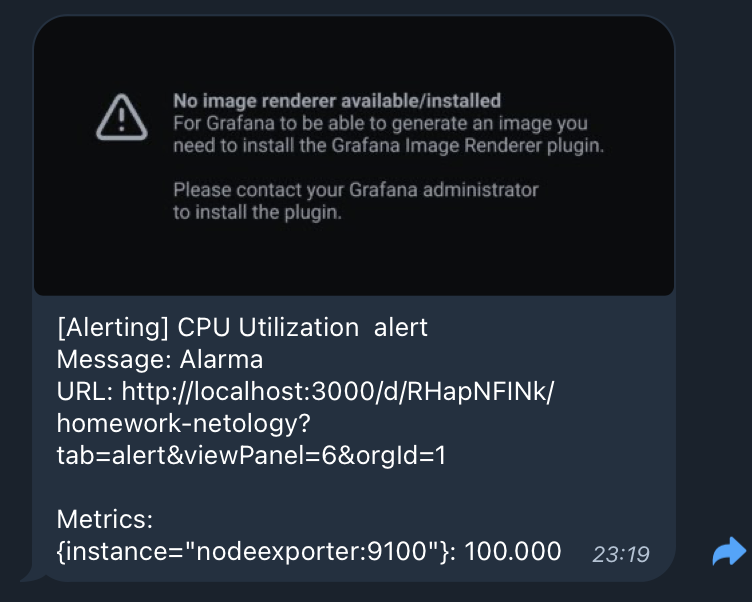 No image renderer available/installed
For Grafana to be able to generate an image you
need to install the Grafana Image Renderer plugin.
Please contact your Grafana administrator
to install the plugin.
[Alerting] CPU Utilization  alert
Message: Alarma
URL: http://localhost:3000/d/RHapNFINk/
homework-netology?
tab=alert&viewPanel=6&orgId=1
Metrics:
{instance="nodeexporter:9100"}: 100.000
23:19